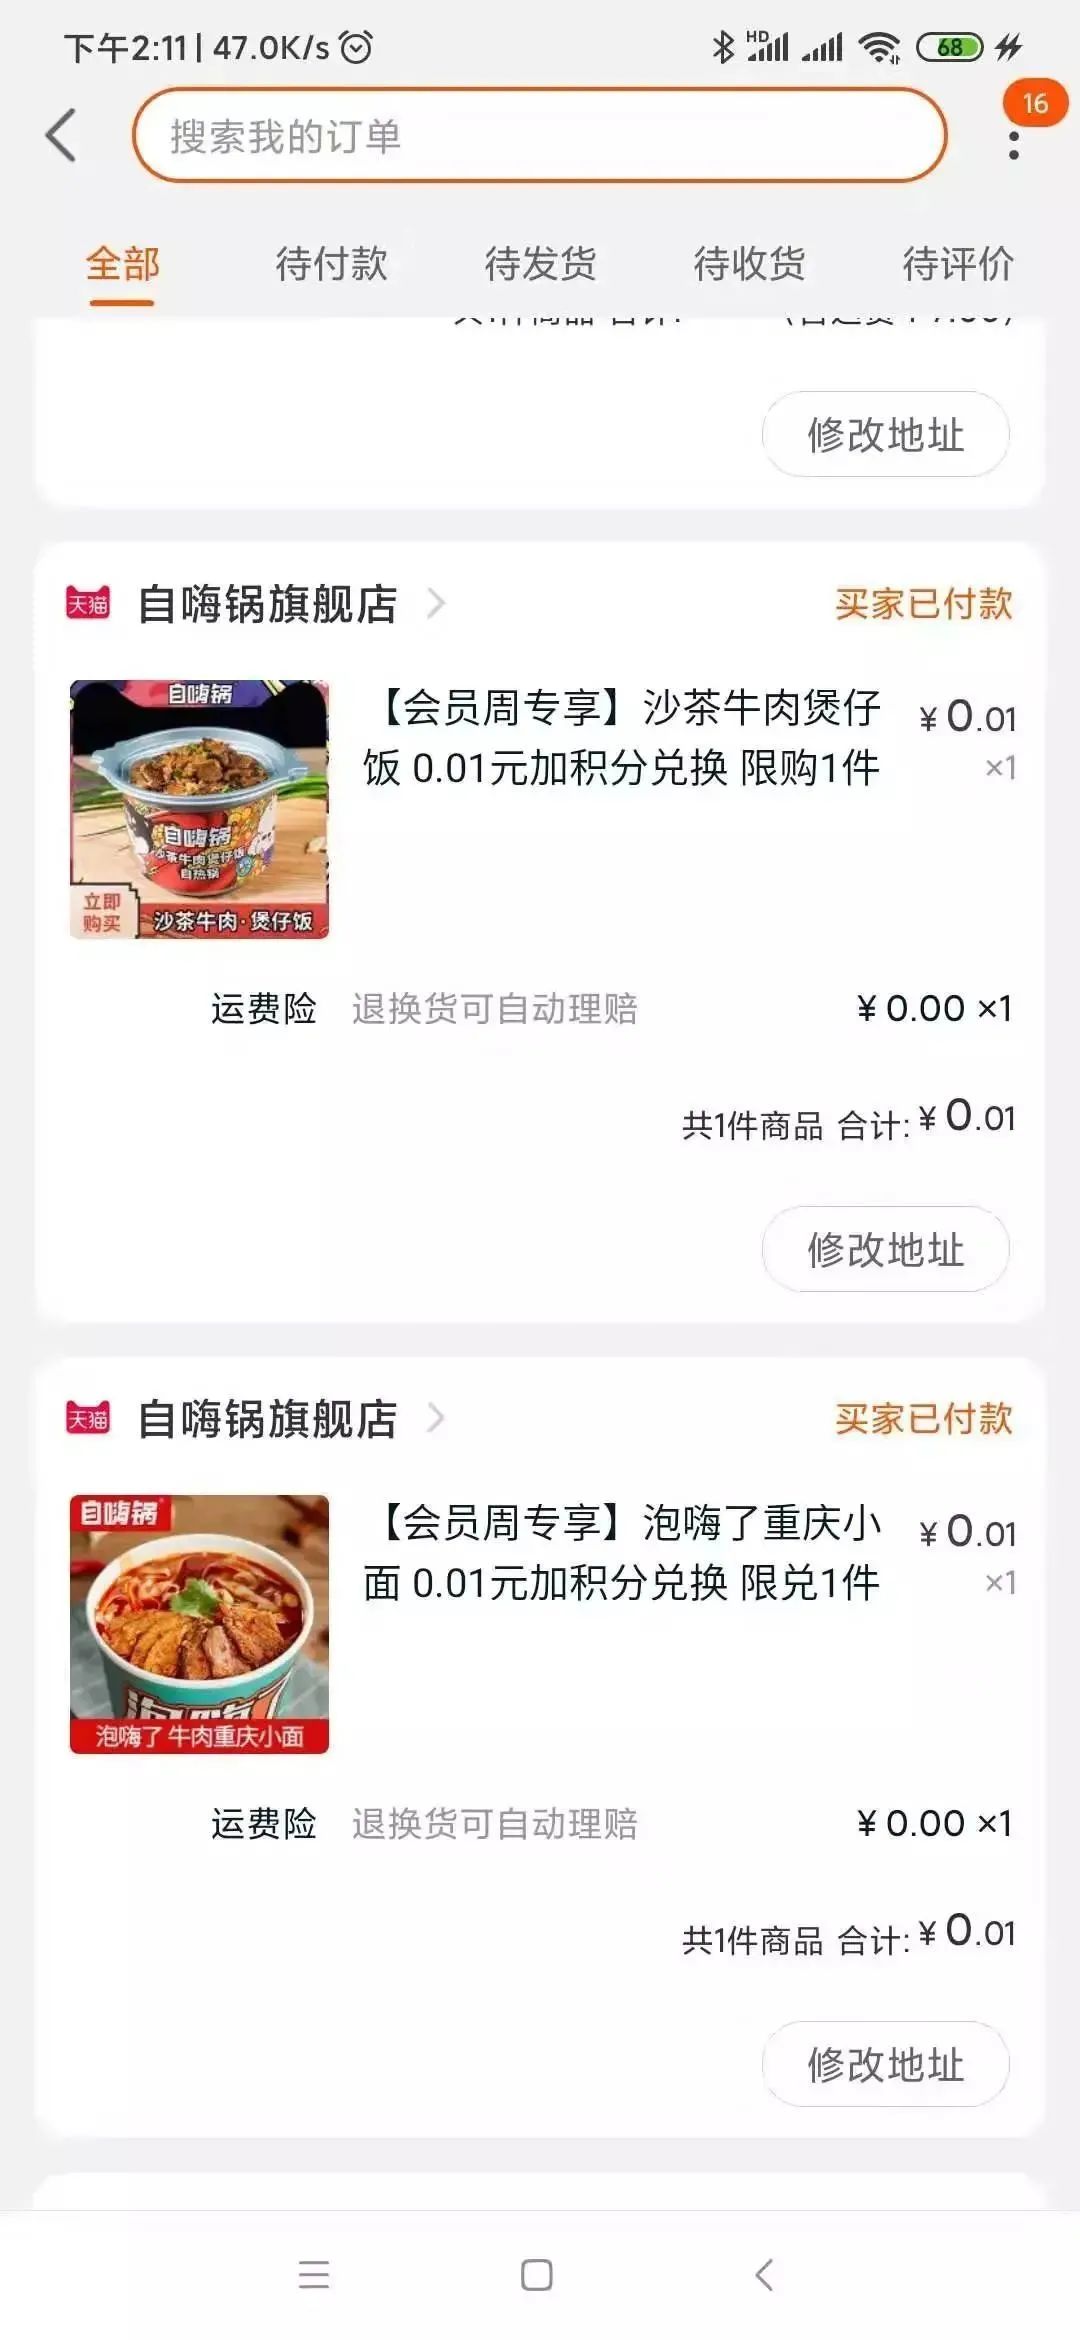 下午2:11 | 47.0K/s
HD
68
搜索我的订单
16
全部 待付款 待发货 待收货 待评价
修改地址
天猫 自嗨锅旗舰店 买家已付款
自嗨锅
自嗨锅
沙茶牛肉煲仔饭
自热锅
立即
购买
沙茶牛肉·煲仔饭
【会员周专享】沙茶牛肉煲仔 ¥0.01
饭 0.01元加积分兑换 限购1件 ×1
运费险 退换货可自动理赔 ¥0.00 ×1
共1件商品 合计: ¥0.01
修改地址
天猫 自嗨锅旗舰店 买家已付款
自嗨锅
泡嗨了 牛肉重庆小面
【会员周专享】泡嗨了重庆小 ¥0.01
面 0.01元加积分兑换 限兑1件 ×1
运费险 退换货可自动理赔 ¥0.00 ×1
共1件商品 合计: ¥0.01
修改地址